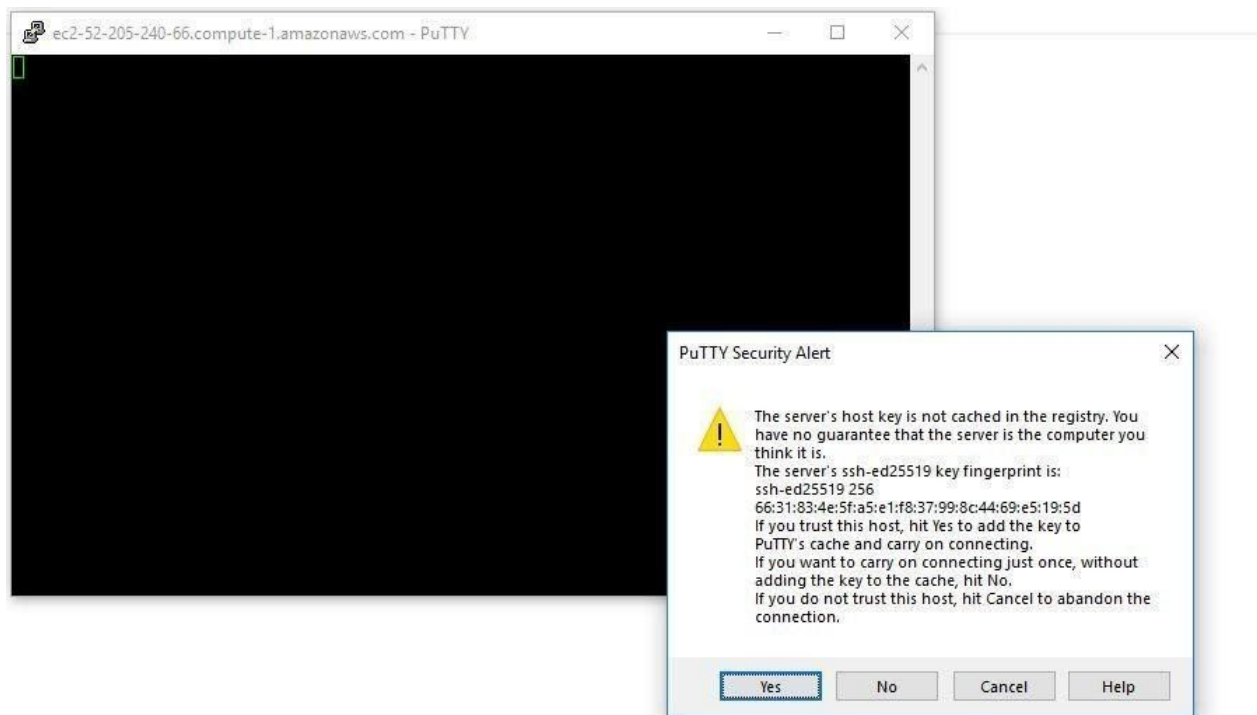 ec2-52-205-240-66.compute-1.amazonaws.com - PuTTY
PuTTY Security Alert
The server's host key is not cached in the registry. You
have no guarantee that the server is the computer you
think it is.
The server's ssh-ed25519 key fingerprint is:
ssh-ed25519 256
66:31:83:4e:5f:a5:e1:f8:37:99:8c:44:69:e5:19:5d
If you trust this host, hit Yes to add the key to
PuTTY's cache and carry on connecting.
If you want to carry on connecting just once, without
adding the key to the cache, hit No.
If you do not trust this host, hit Cancel to abandon the
connection.
Yes No Cancel Help